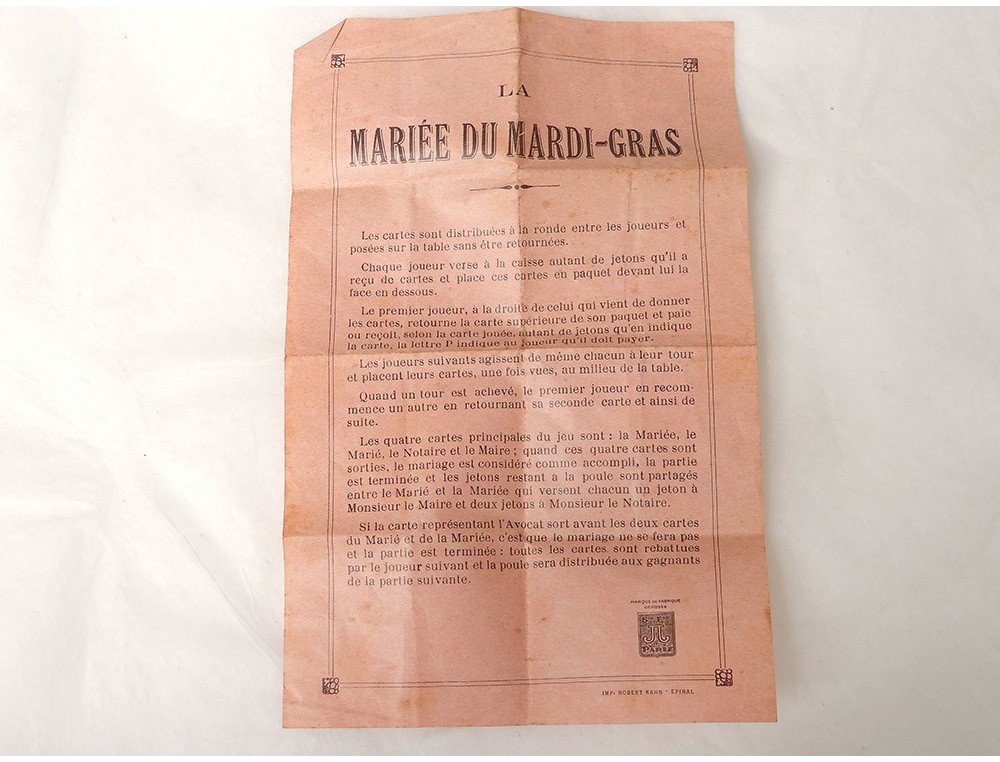 LA
MARIÉE DU MARDI-GRAS
Les cartes sont distribuées à la ronde entre les joueurs et
posées sur la table sans être retournées.
Chaque joueur verse à la caisse autant de jetons qu'il a
reçu de cartes et place ces cartes en paquet devant lui la
face en dessous.
Le premier joueur, à la droite de celui qui vient de donner
les cartes, retourne la carte supérieure de son paquet et paie
ou reçoit, selon la carte jouée, autant de jetons qu'en indique
la carte, la lettre P indique au joueur qu'il doit payer.
Les joueurs suivants agissent de même chacun à leur tour
et placent leurs cartes, une fois vues, au milieu de la table.
Quand un tour est achevé, le premier joueur en recom-
mence un autre en retournant sa seconde carte et ainsi de
suite.
Les quatre cartes principales du jeu sont : la Mariée, le
Marié, le Notaire et le Maire ; quand ces quatre cartes sont
sorties, le mariage est considéré comme accompli, la partie
est terminée et les jetons restant a la poule sont partagés
entre le Marié et la Mariée qui versent chacun un jeton à
Monsieur le Maire et deux jetons à Monsieur le Notaire.
Si la carte représentant l'Avocat sort avant les deux cartes
du Marié et de la Mariée, c'est que le mariage ne se fera pas
et la partie est terminée : toutes les cartes sont rebattues
par le joueur suivant et la poule sera distribuée aux gagnants
de la partie suivante.
MARQUE DE FABRIQUE
DÉPOSÉE
PARIS
IMP- ROBERT KAHN - EPINAL